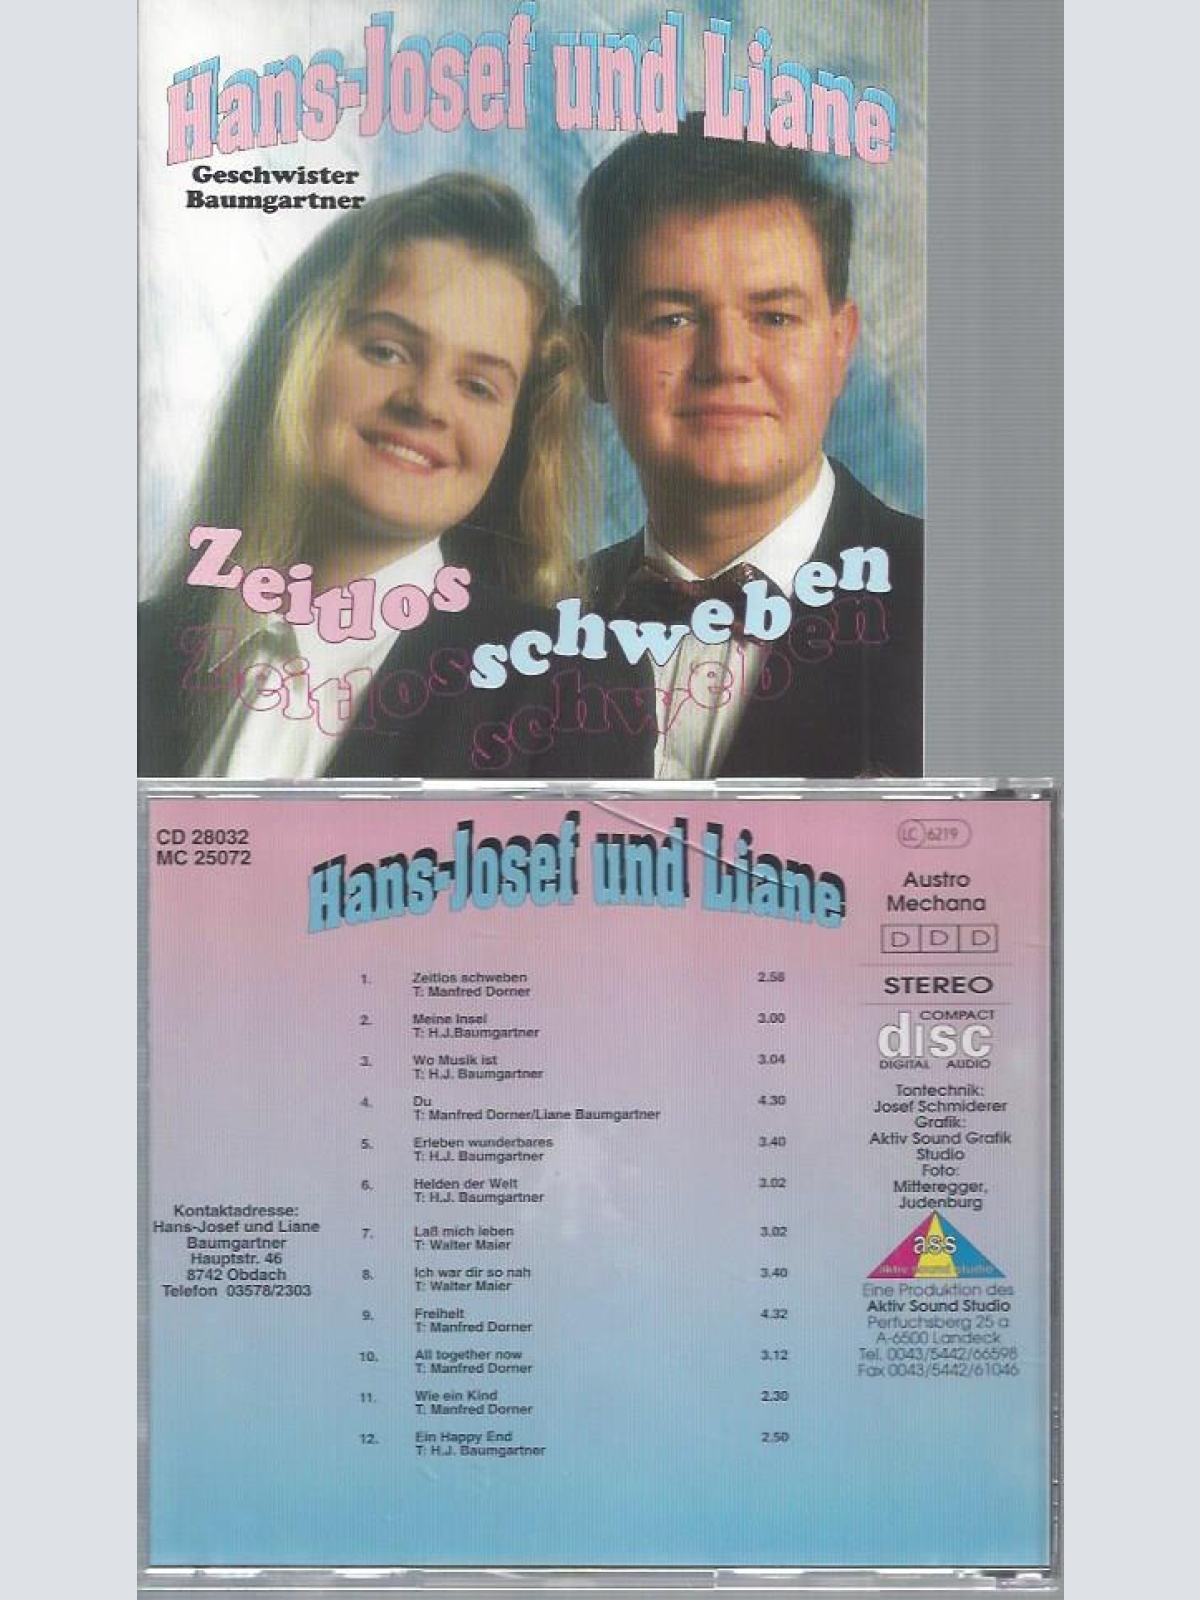 Hans-Josef und Liane
Geschwister
Baumgartner
Zeitlos
schweben
Zeitlos
schweben
CD 28032
MC 25072
Hans-Josef und Liane
LC 6219
Austro
Mechana
D D D
STEREO
COMPACT
disc
DIGITAL AUDIO
1. Zeitlos schweben 2.58
T: Manfred Dorner
2. Meine Insel 3.00
T: H.J.Baumgartner
3. Wo Musik ist 3.04
T: H.J. Baumgartner
4. Du 4.30
T: Manfred Dorner/Liane Baumgartner
5. Erleben wunderbares 3.40
T: H.J. Baumgartner
6. Helden der Welt 3.02
T: H.J. Baumgartner
7. Laß mich leben 3.02
T: Walter Maier
8. Ich war dir so nah 3.40
T: Walter Maier
9. Freiheit 4.32
T: Manfred Dorner
10. All together now 3.12
T: Manfred Dorner
11. Wie ein Kind 2.30
T: Manfred Dorner
12. Ein Happy End 2.50
T: H.J. Baumgartner
Kontaktadresse:
Hans-Josef und Liane
Baumgartner
Hauptstr. 46
8742 Obdach
Telefon 03578/2303
Tontechnik:
Josef Schmiderer
Grafik:
Aktiv Sound Grafik
Studio
Foto:
Mitteregger,
Judenburg
ass
aktiv sound studio
Eine Produktion des
Aktiv Sound Studio
Perfuchsberg 25 a
A-6500 Landeck
Tel. 0043/5442/66598
Fax 0043/5442/61046